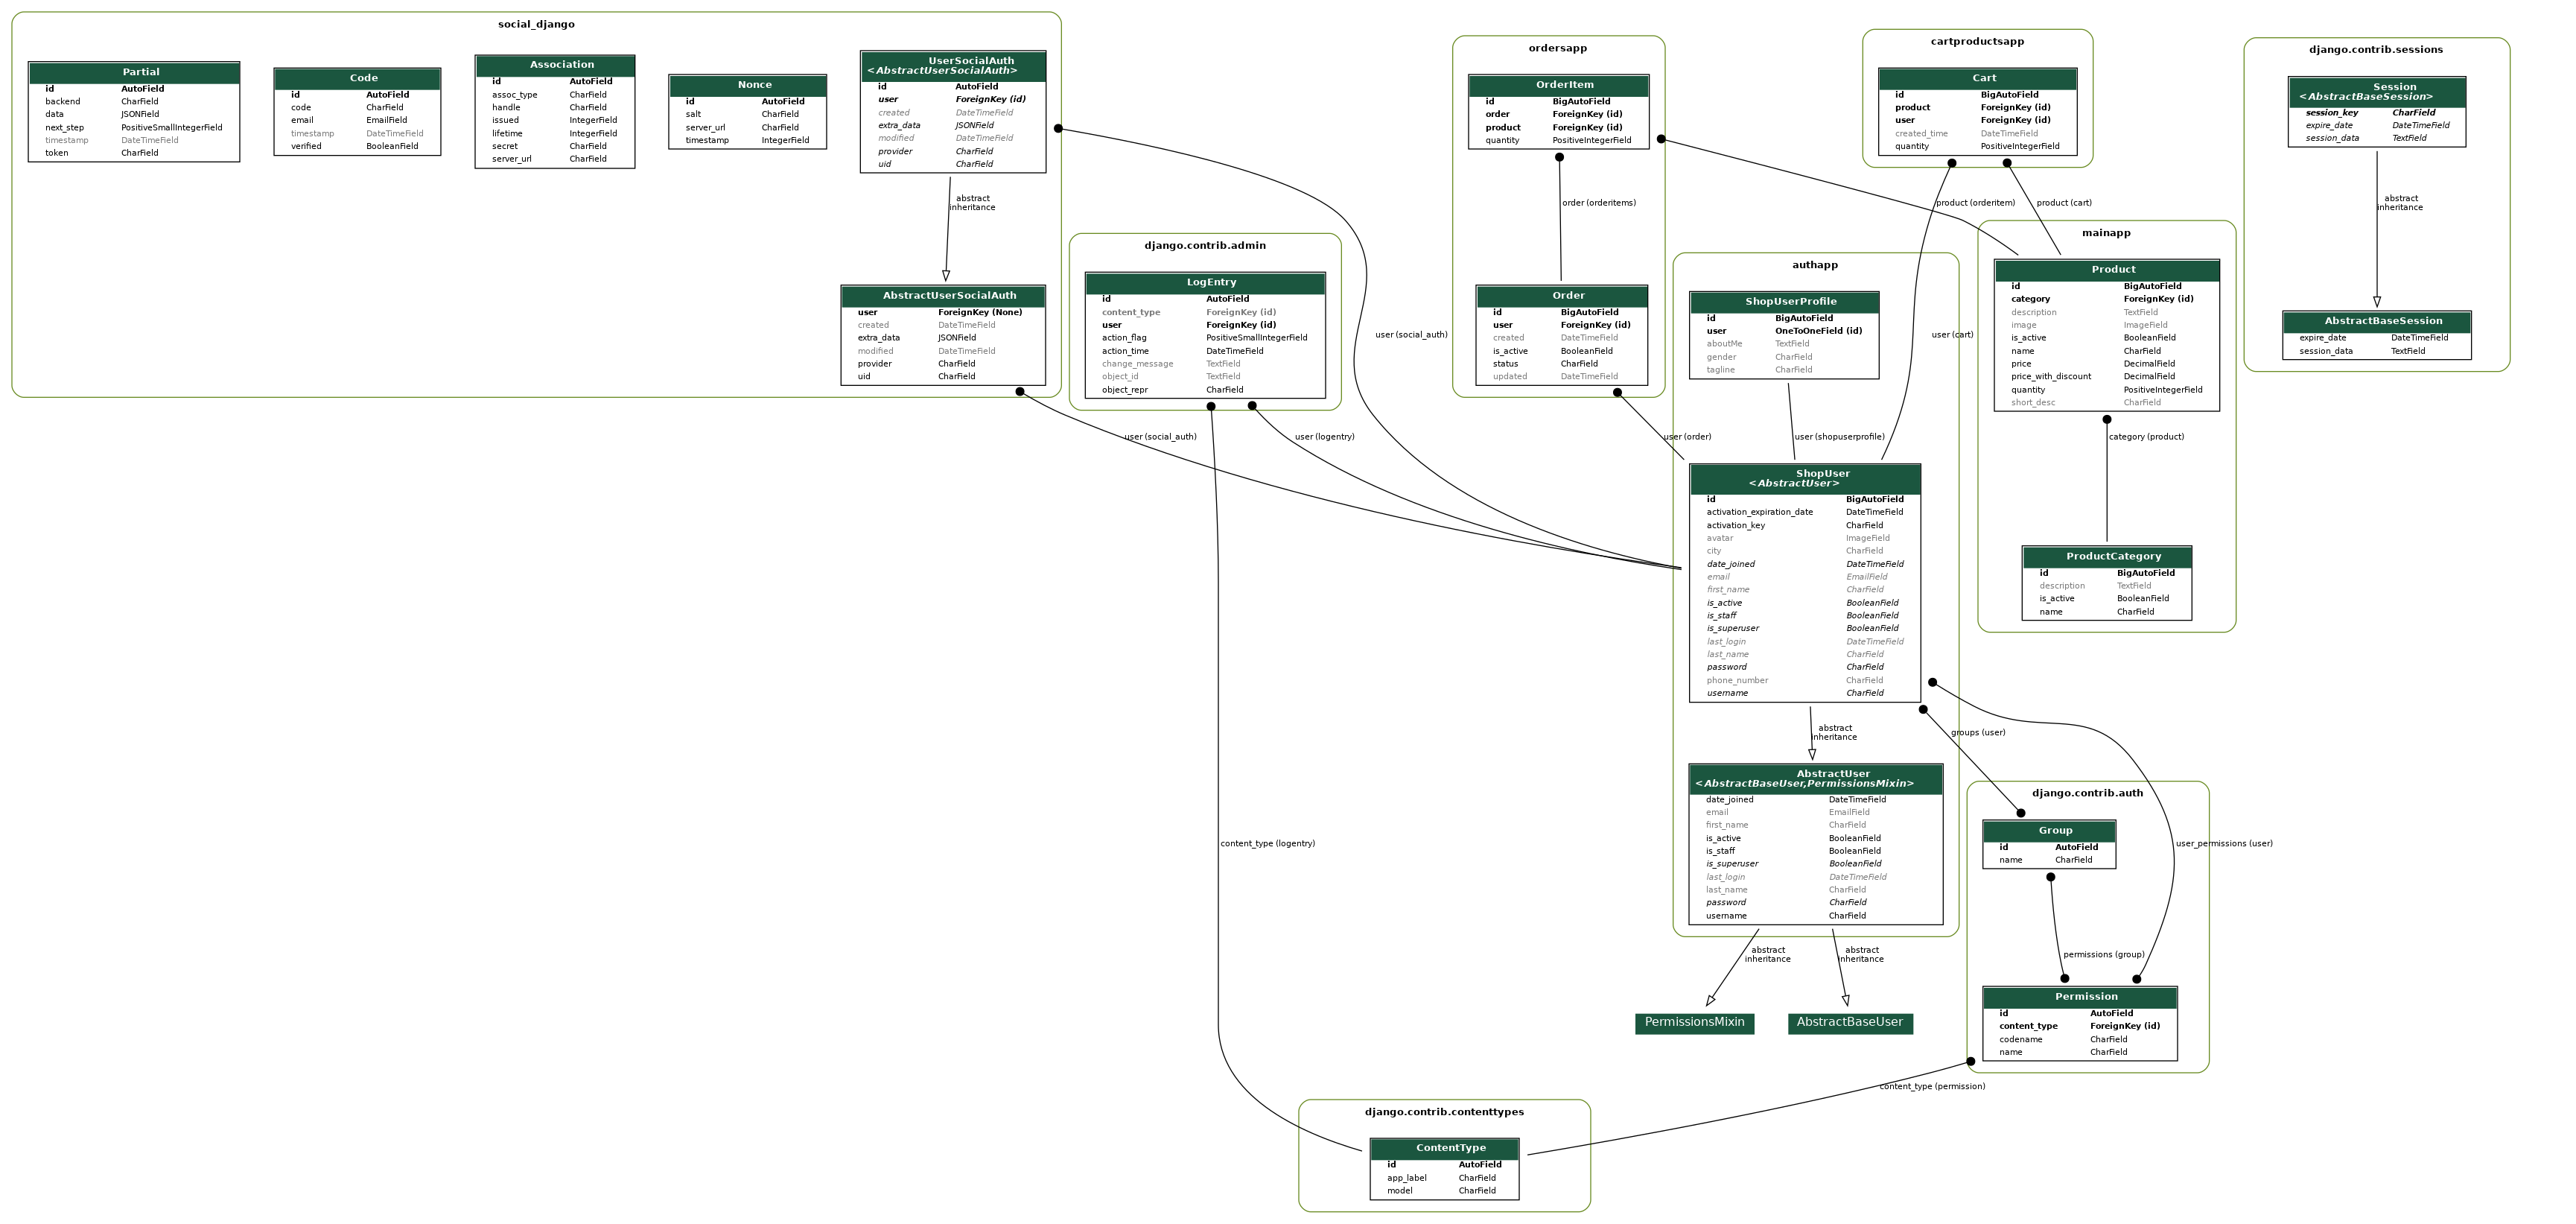 social_django
Partial
id AutoField
backend CharField
data JSONField
next_step PositiveSmallIntegerField
timestamp DateTimeField
token CharField
Code
id AutoField
code CharField
email EmailField
timestamp DateTimeField
verified BooleanField
Association
id AutoField
assoc_type CharField
handle CharField
issued IntegerField
lifetime IntegerField
secret CharField
server_url CharField
Nonce
id AutoField
salt CharField
server_url CharField
timestamp IntegerField
UserSocialAuth
<AbstractUserSocialAuth>
id AutoField
user ForeignKey (id)
created DateTimeField
extra_data JSONField
modified DateTimeField
provider CharField
uid CharField
abstract
inheritance
AbstractUserSocialAuth
user ForeignKey (None)
created DateTimeField
extra_data JSONField
modified DateTimeField
provider CharField
uid CharField
django.contrib.admin
LogEntry
id AutoField
content_type ForeignKey (id)
user ForeignKey (id)
action_flag PositiveSmallIntegerField
action_time DateTimeField
change_message TextField
object_id TextField
object_repr CharField
user (social_auth)
user (logentry)
user (social_auth)
content_type (logentry)
ordersapp
OrderItem
id BigAutoField
order ForeignKey (id)
product ForeignKey (id)
quantity PositiveIntegerField
order (orderitems)
Order
id BigAutoField
user ForeignKey (id)
created DateTimeField
is_active BooleanField
status CharField
updated DateTimeField
user (order)
cartproductsapp
Cart
id BigAutoField
product ForeignKey (id)
user ForeignKey (id)
created_time DateTimeField
quantity PositiveIntegerField
product (orderitem)
product (cart)
user (cart)
mainapp
Product
id BigAutoField
category ForeignKey (id)
description TextField
image ImageField
is_active BooleanField
name CharField
price DecimalField
price_with_discount DecimalField
quantity PositiveIntegerField
short_desc CharField
category (product)
ProductCategory
id BigAutoField
description TextField
is_active BooleanField
name CharField
django.contrib.sessions
Session
<AbstractBaseSession>
session_key CharField
expire_date DateTimeField
session_data TextField
abstract
inheritance
AbstractBaseSession
expire_date DateTimeField
session_data TextField
authapp
ShopUserProfile
id BigAutoField
user OneToOneField (id)
aboutMe TextField
gender CharField
tagline CharField
user (shopuserprofile)
ShopUser
<AbstractUser>
id BigAutoField
activation_expiration_date DateTimeField
activation_key CharField
avatar ImageField
city CharField
date_joined DateTimeField
email EmailField
first_name CharField
is_active BooleanField
is_staff BooleanField
is_superuser BooleanField
last_login DateTimeField
last_name CharField
password CharField
phone_number CharField
username CharField
abstract
inheritance
AbstractUser
<AbstractBaseUser,PermissionsMixin>
date_joined DateTimeField
email EmailField
first_name CharField
is_active BooleanField
is_staff BooleanField
is_superuser BooleanField
last_login DateTimeField
last_name CharField
password CharField
username CharField
abstract
inheritance
abstract
inheritance
PermissionsMixin
AbstractBaseUser
groups (user)
user_permissions (user)
django.contrib.auth
Group
id AutoField
name CharField
permissions (group)
Permission
id AutoField
content_type ForeignKey (id)
codename CharField
name CharField
content_type (permission)
django.contrib.contenttypes
ContentType
id AutoField
app_label CharField
model CharField